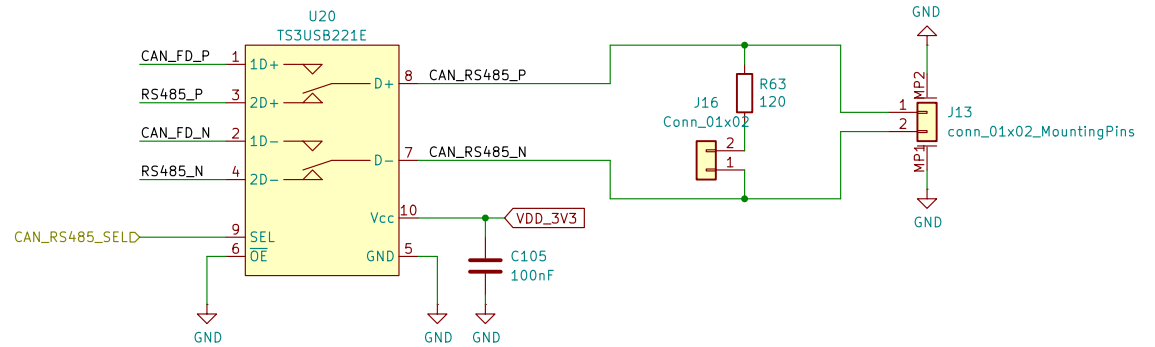 GND
U20
TS3USB221E
CAN_FD_P 1 1D+
D+ 8 CAN_RS485_P
MP2
R63
120
RS485_P 3 2D+
J16
Conn_01x02
1
2
J13
conn_01x02_MountingPins
CAN_FD_N 2 1D-
D- 7 CAN_RS485_N
2
1
MP1
RS485_N 4 2D-
Vcc 10 VDD_3V3
GND
CAN_RS485_SEL 9 SEL
6 OE
GND 5
C105
100nF
GND
GND
GND